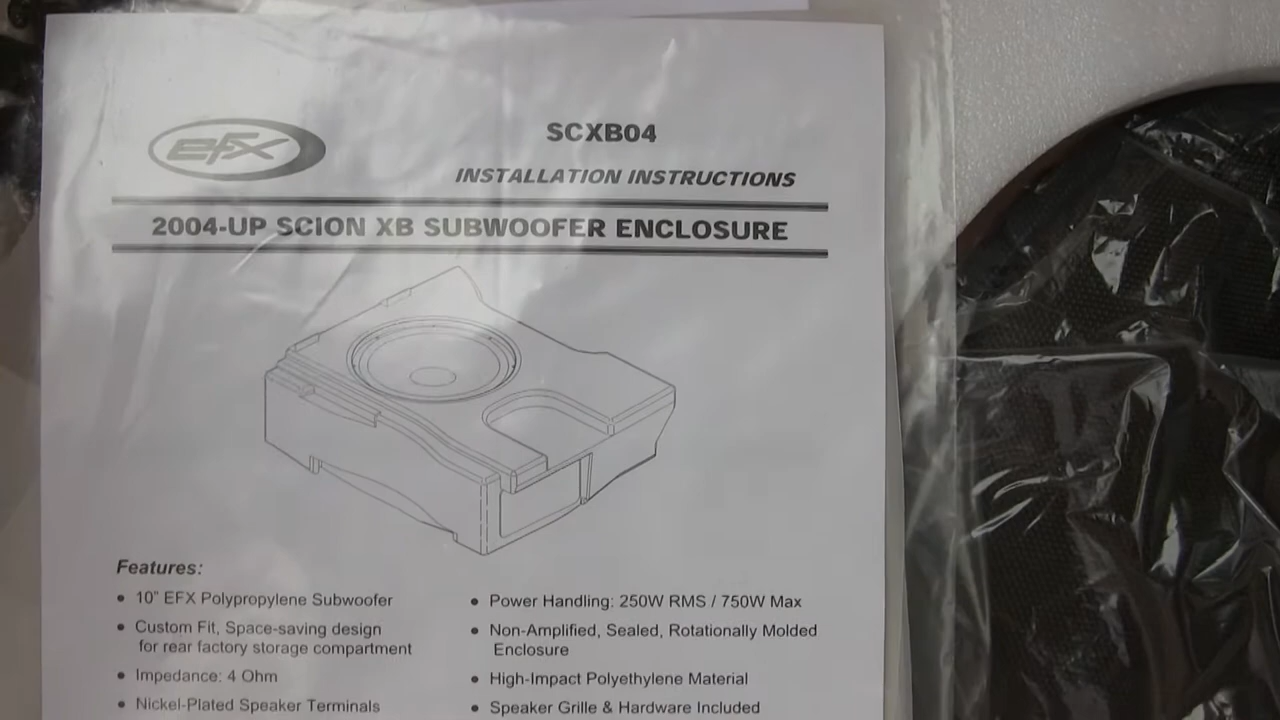 eFX
SCXB04
INSTALLATION INSTRUCTIONS
2004-UP SCION XB SUBWOOFER ENCLOSURE
Features:
• 10" EFX Polypropylene Subwoofer
• Custom Fit, Space-saving design
for rear factory storage compartment
• Impedance: 4 Ohm
• Nickel-Plated Speaker Terminals
• Power Handling: 250W RMS / 750W Max
• Non-Amplified, Sealed, Rotationally Molded
Enclosure
• High-Impact Polyethylene Material
• Speaker Grille & Hardware Included